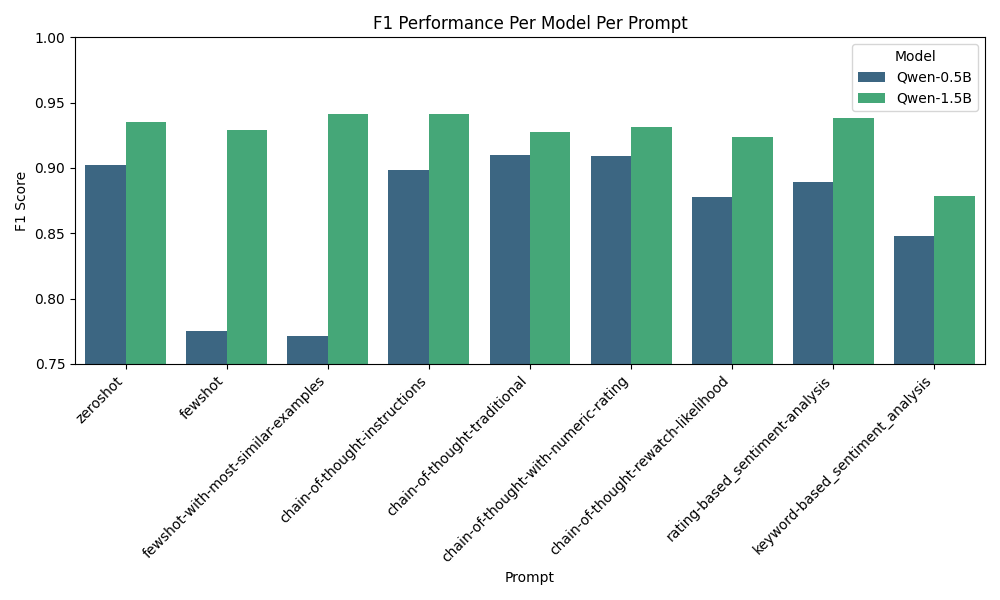 F1 Performance Per Model Per Prompt
Model
Qwen-0.5B
Qwen-1.5B
F1 Score
1.00
0.95
0.90
0.85
0.80
0.75
zeroshot
fewshot
fewshot-with-most-similar-examples
chain-of-thought-instructions
chain-of-thought-traditional
chain-of-thought-with-numeric-rating
chain-of-thought-rewatch-likelihood
rating-based_sentiment-analysis
keyword-based_sentiment_analysis
Prompt